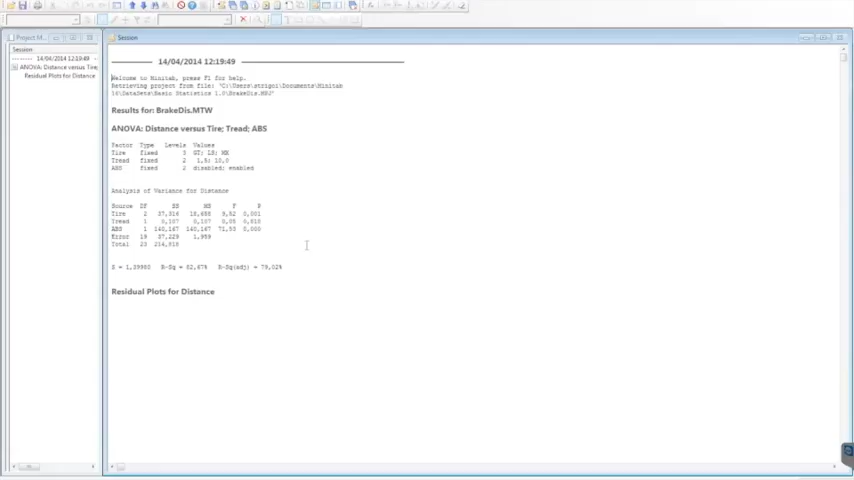 Project M...
Session
14/04/2014 12:19:49
ANOVA: Distance versus Tire;
Residual Plots for Distance
Session
14/04/2014 12:19:49
Welcome to Minitab, press F1 for help.
Retrieving project from file: 'C:\Users\strigoi\Documents\Minitab
16\DataSets\Basic Statistics 1.0\BrakeDis.MPJ'
Results for: BrakeDis.MTW
ANOVA: Distance versus Tire; Tread; ABS
Factor Type Levels Values
Tire fixed 3 GT; LS; MX
Tread fixed 2 1,5; 10,0
ABS fixed 2 disabled; enabled
Analysis of Variance for Distance
Source DF SS MS F P
Tire 2 37,316 18,658 9,52 0,001
Tread 1 0,107 0,107 0,05 0,818
ABS 1 140,167 140,167 71,53 0,000
Error 19 37,229 1,959
Total 23 214,818
S = 1,39980 R-Sq = 82,67% R-Sq(adj) = 79,02%
Residual Plots for Distance